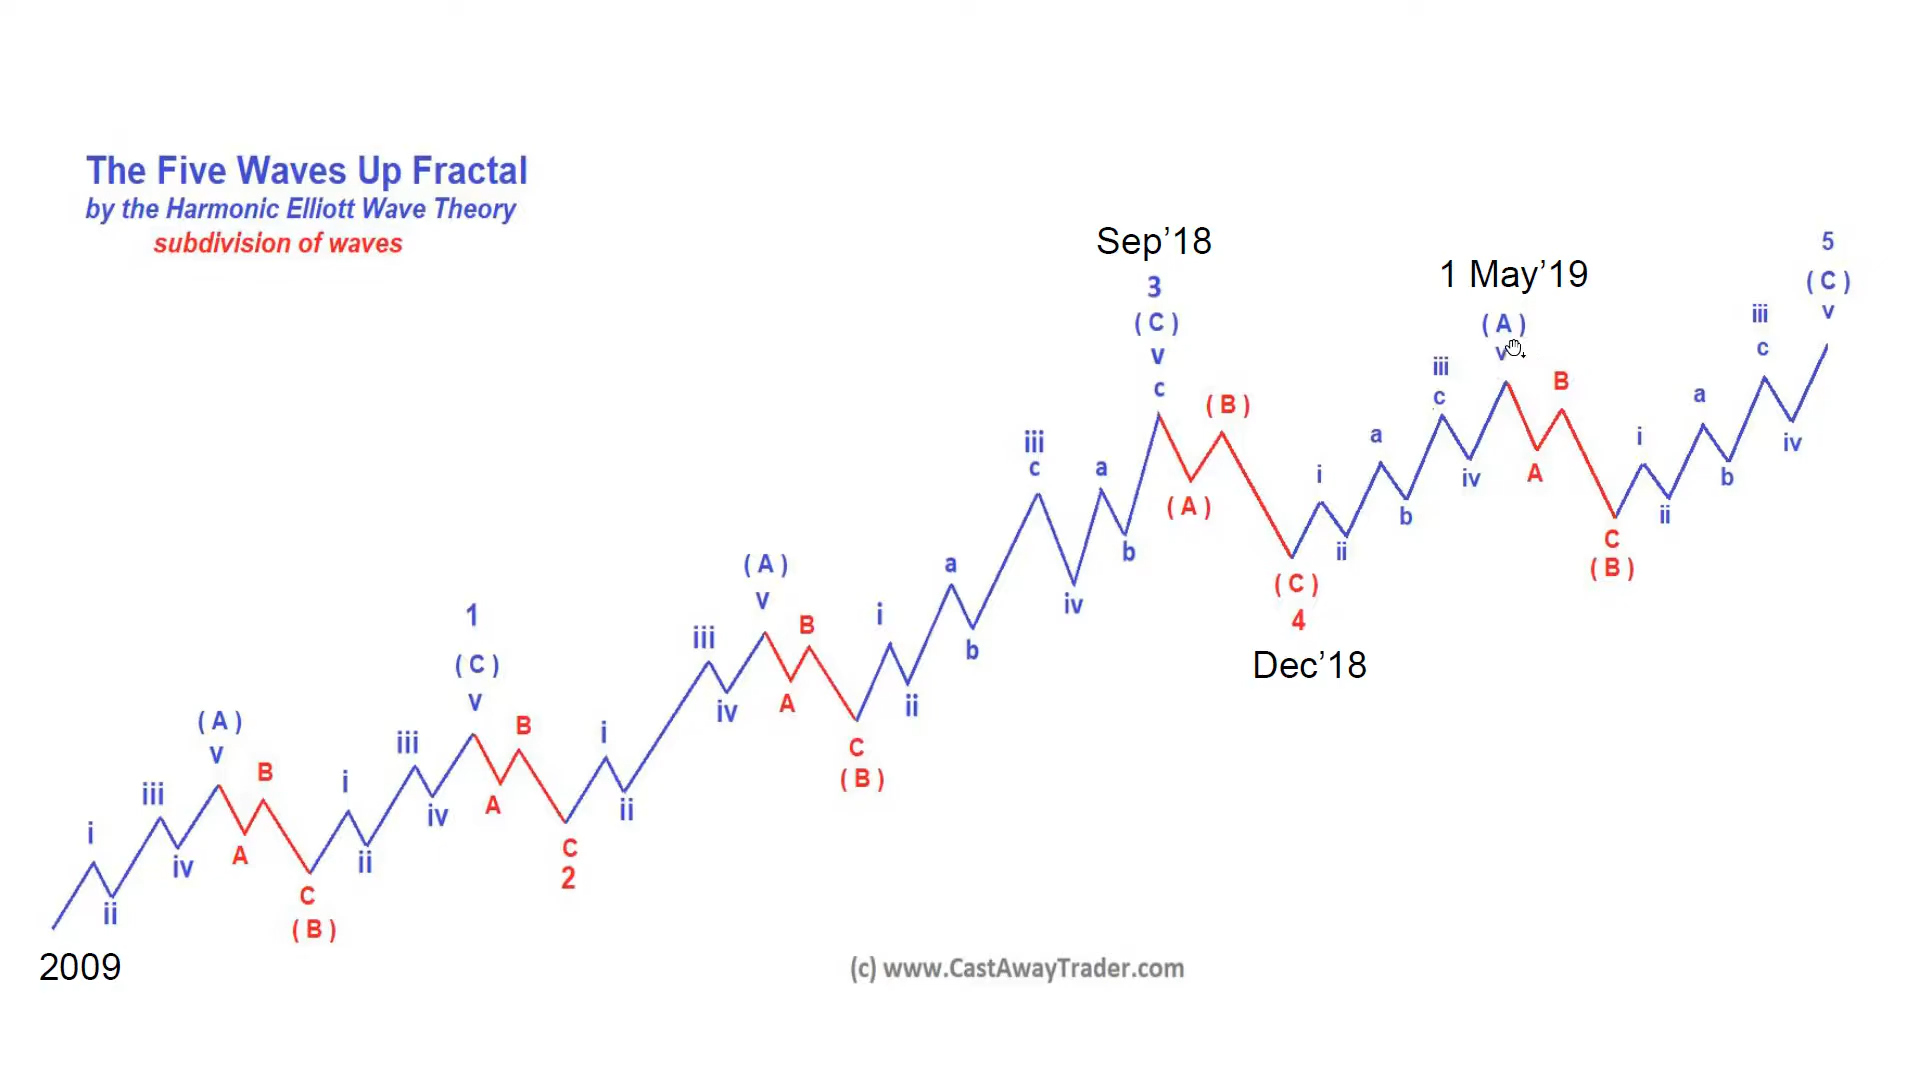 The Five Waves Up Fractal
by the Harmonic Elliott Wave Theory
subdivision of waves
2009
i
ii
iii
iv
( A )
v
A
B
C
( B )
i
ii
iii
iv
1
( C )
v
A
B
C
2
i
ii
iii
iv
( A )
v
A
B
C
( B )
i
ii
a
b
iii
c
iv
a
b
Sep’18
3
( C )
v
c
( A )
( B )
( C )
4
Dec’18
i
ii
a
b
iii
c
iv
1 May’19
( A )
v
A
B
C
( B )
i
ii
a
b
iii
c
iv
5
( C )
v
(c) www.CastAwayTrader.com